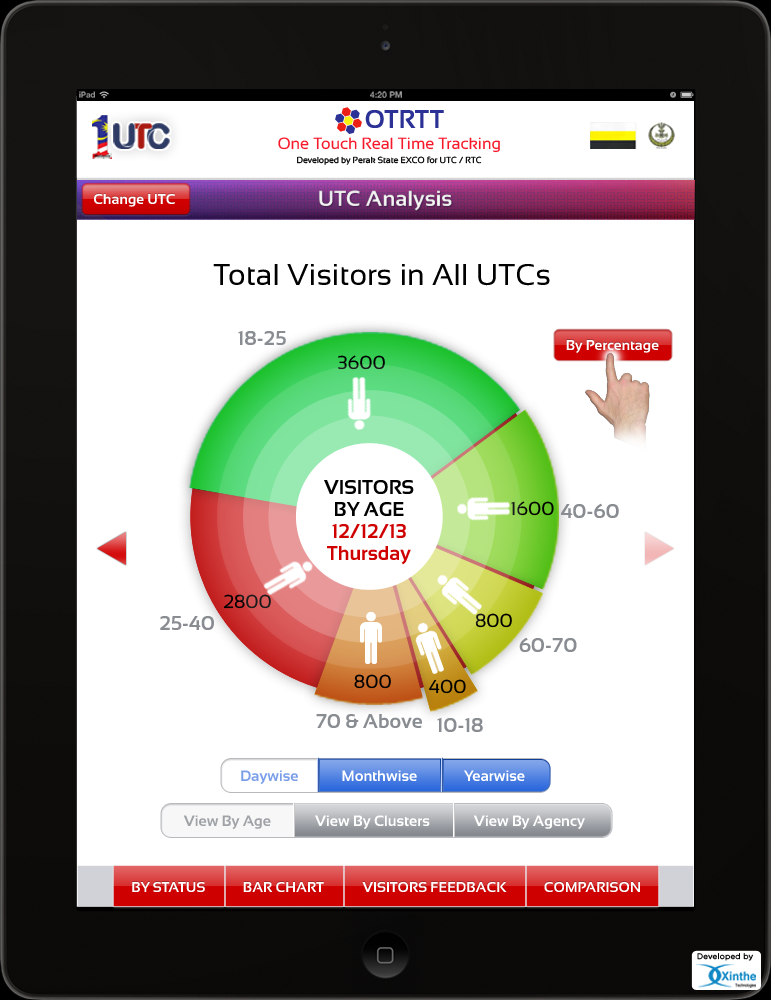 iPad
4:20 PM
1UTC
OTRTT
One Touch Real Time Tracking
Developed by Perak State EXCO for UTC / RTC
Change UTC
UTC Analysis
Total Visitors in All UTCs
18-25
By Percentage
3600
VISITORS
BY AGE
12/12/13
Thursday
1600
40-60
2800
25-40
800
60-70
800
400
70 & Above
10-18
Daywise
Monthwise
Yearwise
View By Age
View By Clusters
View By Agency
BY STATUS
BAR CHART
VISITORS FEEDBACK
COMPARISON
Developed by
Xinthe
Technologies